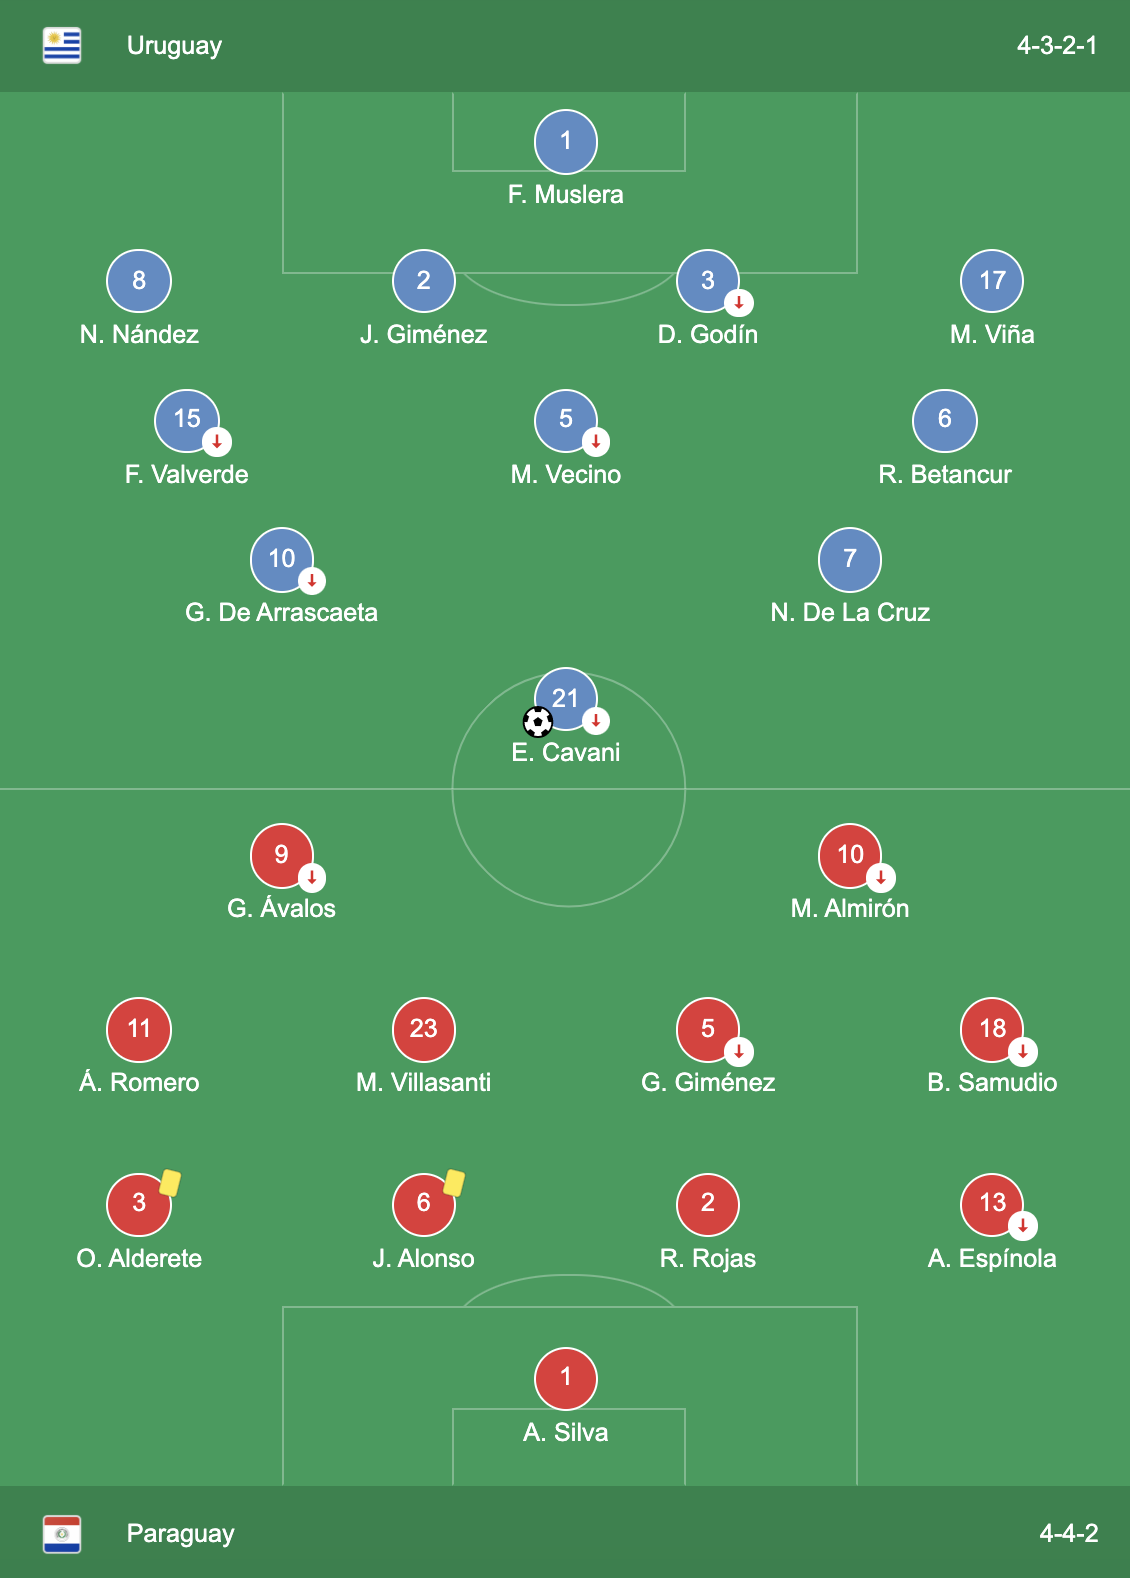 Uruguay 4-3-2-1
1
F. Muslera
8 2 3 17
N. Nández J. Giménez D. Godín M. Viña
15 5 6
F. Valverde M. Vecino R. Betancur
10 7
G. De Arrascaeta N. De La Cruz
21
E. Cavani
9 10
G. Ávalos M. Almirón
11 23 5 18
Á. Romero M. Villasanti G. Giménez B. Samudio
3 6 2 13
O. Alderete J. Alonso R. Rojas A. Espínola
1
A. Silva
Paraguay 4-4-2